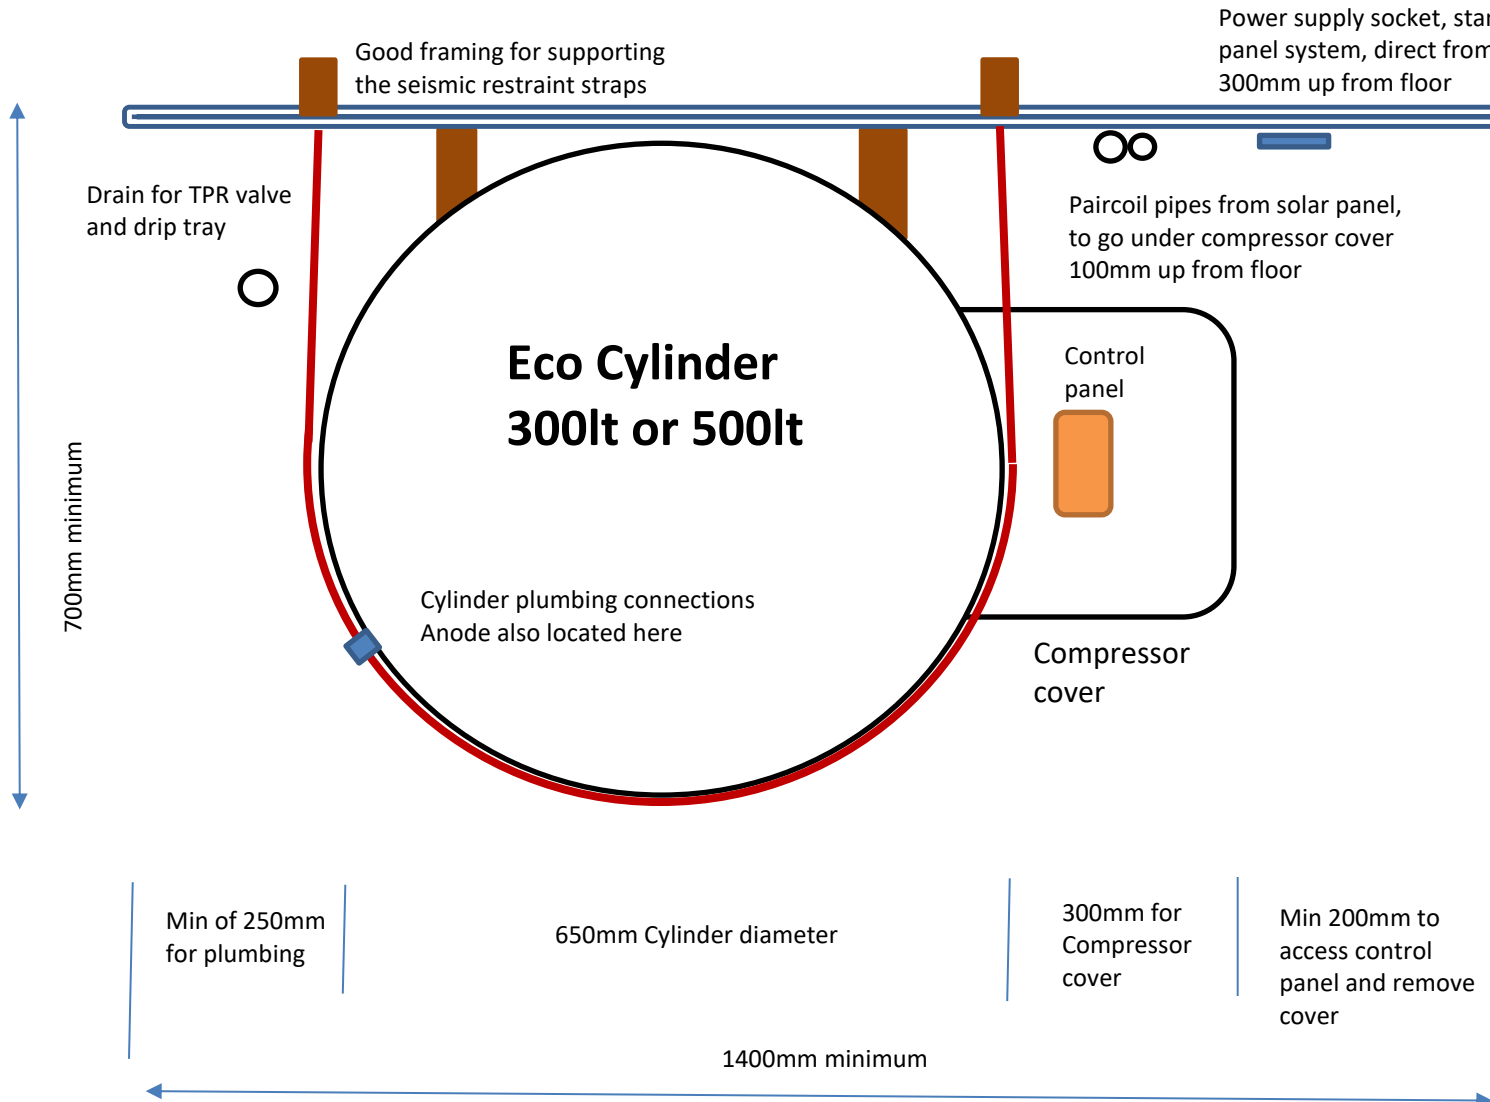 Power supply socket, star
panel system, direct from
300mm up from floor
Good framing for supporting
the seismic restraint straps
Drain for TPR valve
and drip tray
Paircoil pipes from solar panel,
to go under compressor cover
100mm up from floor
Eco Cylinder
300lt or 500lt
Control
panel
700mm minimum
Cylinder plumbing connections
Anode also located here
Compressor
cover
Min of 250mm
for plumbing
650mm Cylinder diameter
300mm for
Compressor
cover
Min 200mm to
access control
panel and remove
cover
1400mm minimum